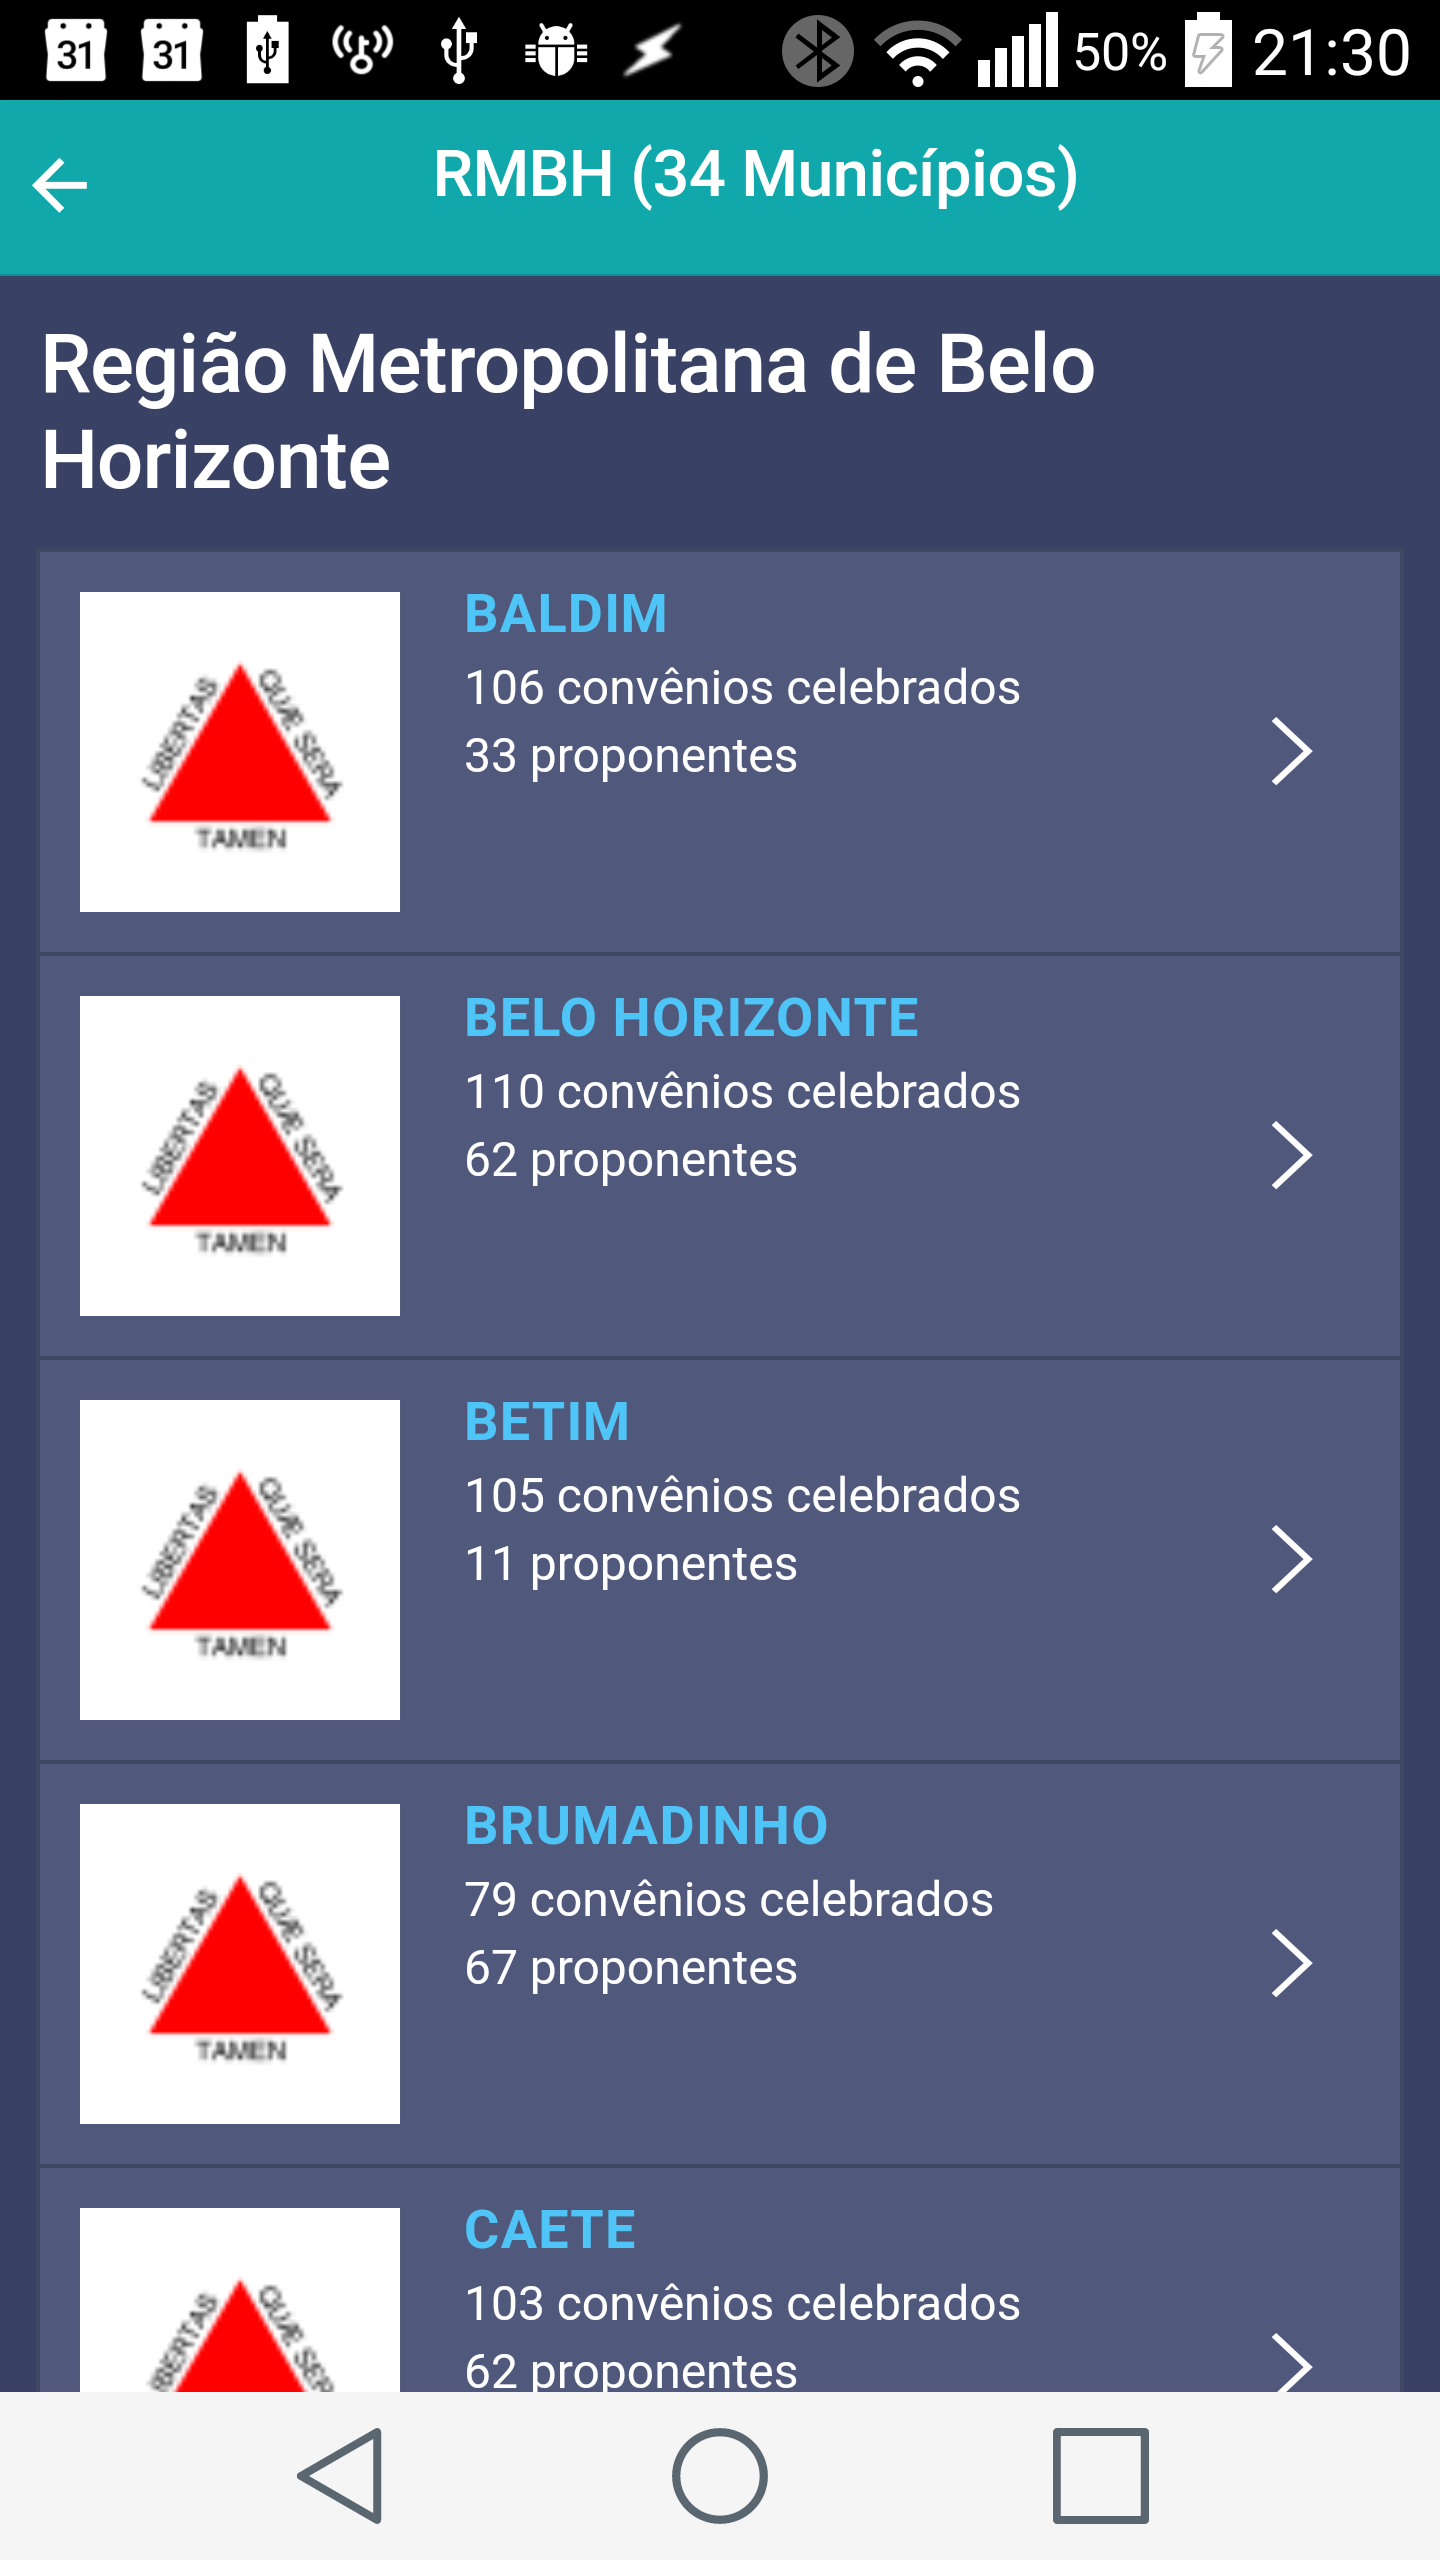 31 31 50% 21:30
RMBH (34 Municípios)
Região Metropolitana de Belo
Horizonte
BALDIM
106 convênios celebrados
33 proponentes
LIBERTAS QUÆ SERA
TAMEN
BELO HORIZONTE
110 convênios celebrados
62 proponentes
LIBERTAS QUÆ SERA
TAMEN
BETIM
105 convênios celebrados
11 proponentes
LIBERTAS QUÆ SERA
TAMEN
BRUMADINHO
79 convênios celebrados
67 proponentes
LIBERTAS QUÆ SERA
TAMEN
CAETE
103 convênios celebrados
62 proponentes
IBERTAS QUÆ SER